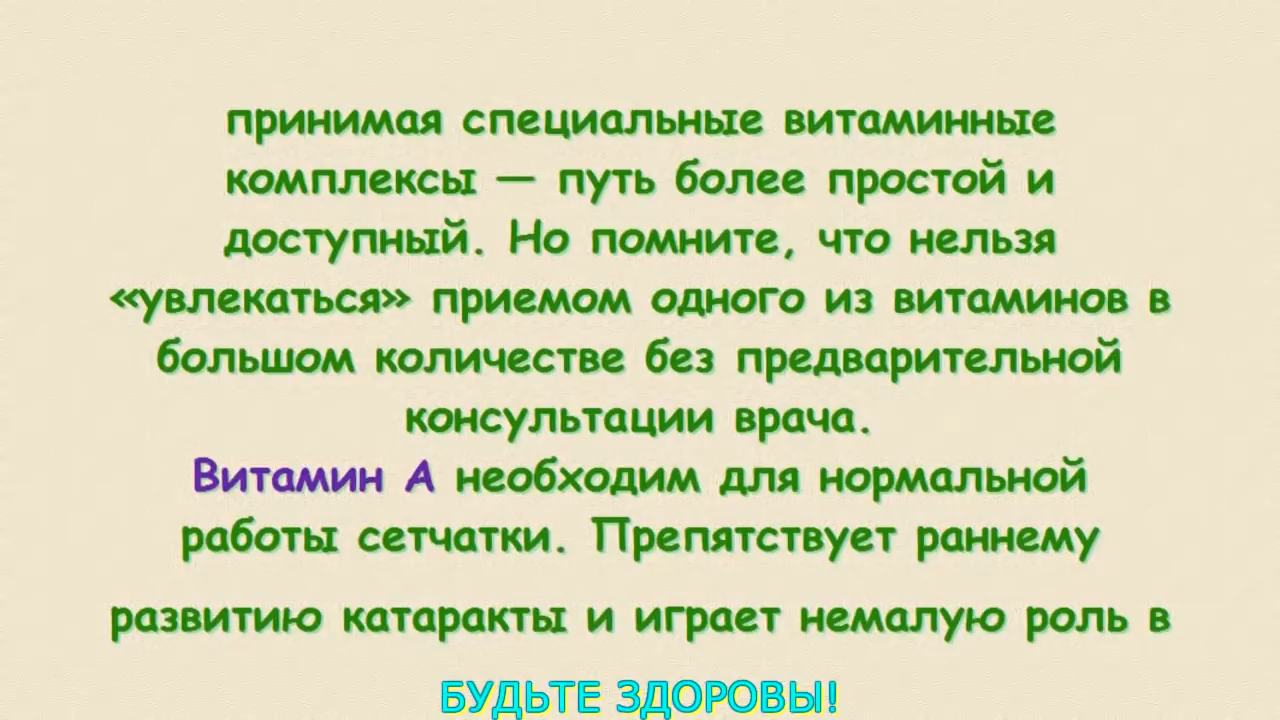 принимая специальные витаминные
комплексы — путь более простой и
доступный. Но помните, что нельзя
«увлекаться» приемом одного из витаминов в
большом количестве без предварительной
консультации врача.
Витамин А необходим для нормальной
работы сетчатки. Препятствует раннему
развитию катаракты и играет немалую роль в
БУДЬТЕ ЗДОРОВЫ!